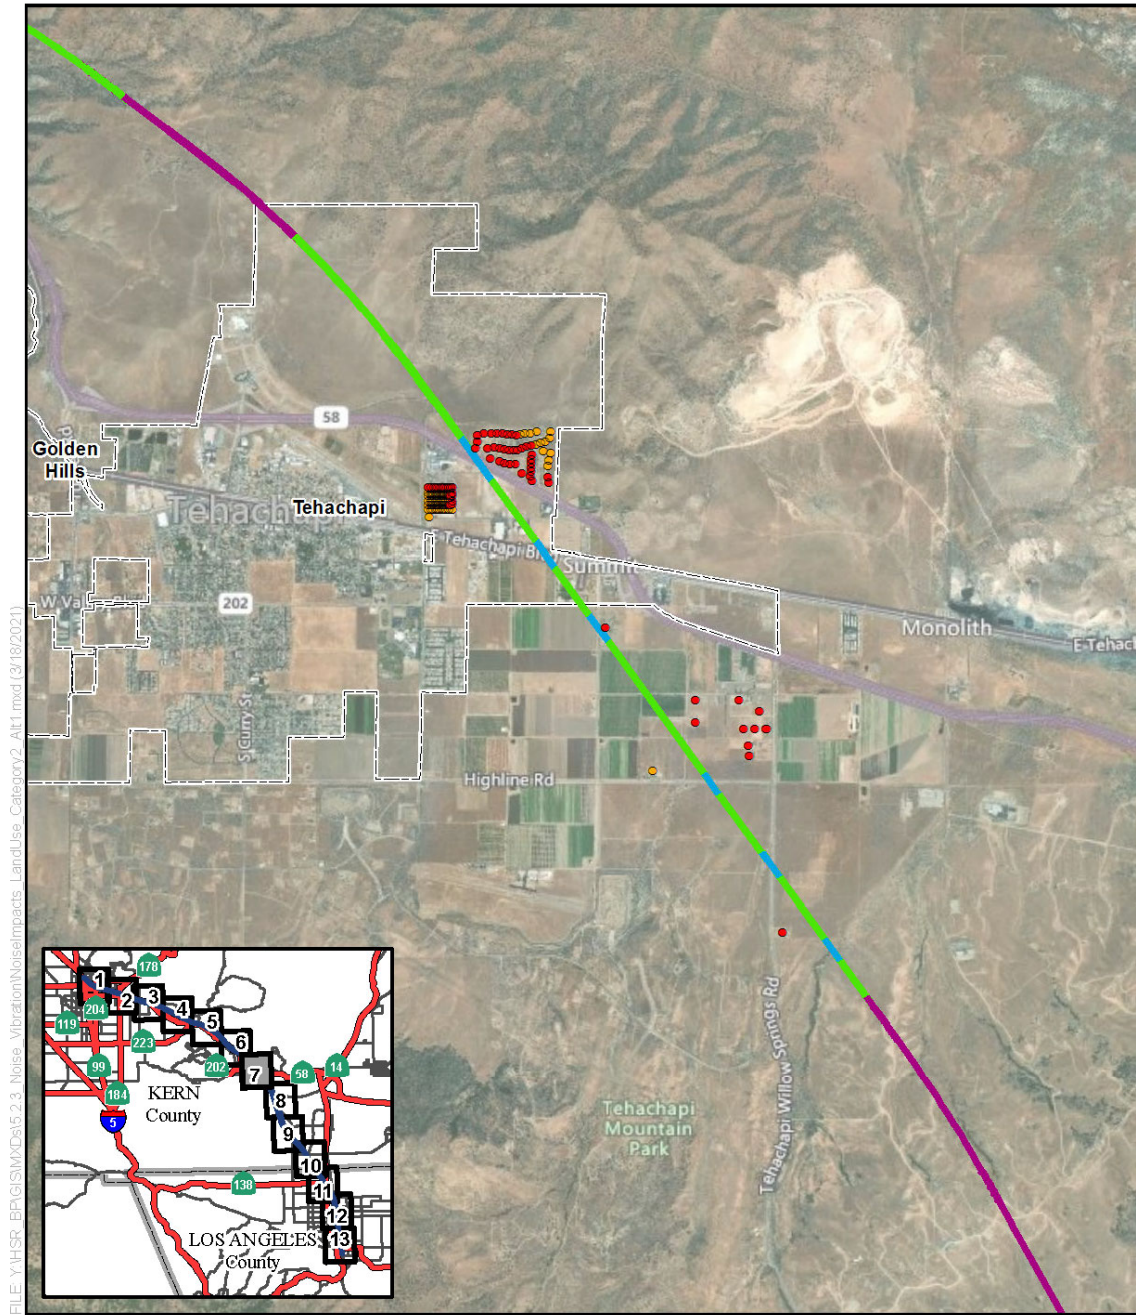 58
Golden
Hills
Tehachapi
Tehachapi
E Tehachapi Blvd
Summit
W Valley Blvd
202
Monolith
E Tehach
S Curry St
Highline Rd
Tehachapi Willow Springs Rd
Tehachapi
Mountain
Park
FILE: Y:\HSR_BP\GIS\MXDs\5.2.3_Noise_Vibration\NoiseImpacts_LandUse_Category2_Alt1.mxd (3/18/2021)
178
1
2
3
4
5
6
7
8
9
10
11
12
13
204
119
223
99
184
202
58
14
KERN
County
5
138
LOS ANGELES
County